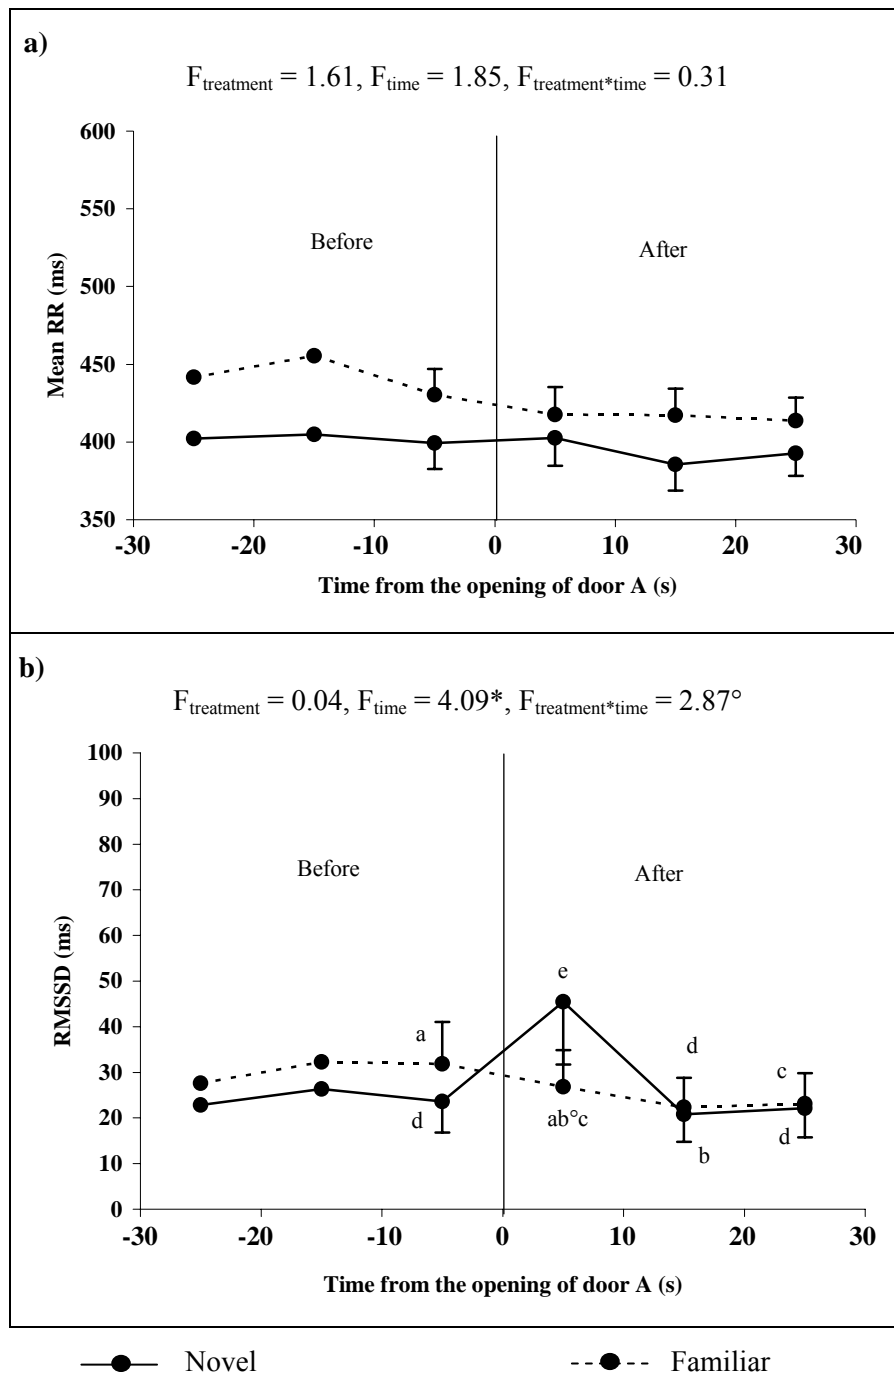 a)
F_treatment = 1.61, F_time = 1.85, F_treatment*time = 0.31
600
550
500
450
400
350
Mean RR (ms)
Before
After
-30 -20 -10 0 10 20 30
Time from the opening of door A (s)
b)
F_treatment = 0.04, F_time = 4.09*, F_treatment*time = 2.87°
100
90
80
70
60
50
40
30
20
10
0
RMSSD (ms)
Before
After
e
a
d
c
d
ab°c
b
d
-30 -20 -10 0 10 20 30
Time from the opening of door A (s)
Novel Familiar